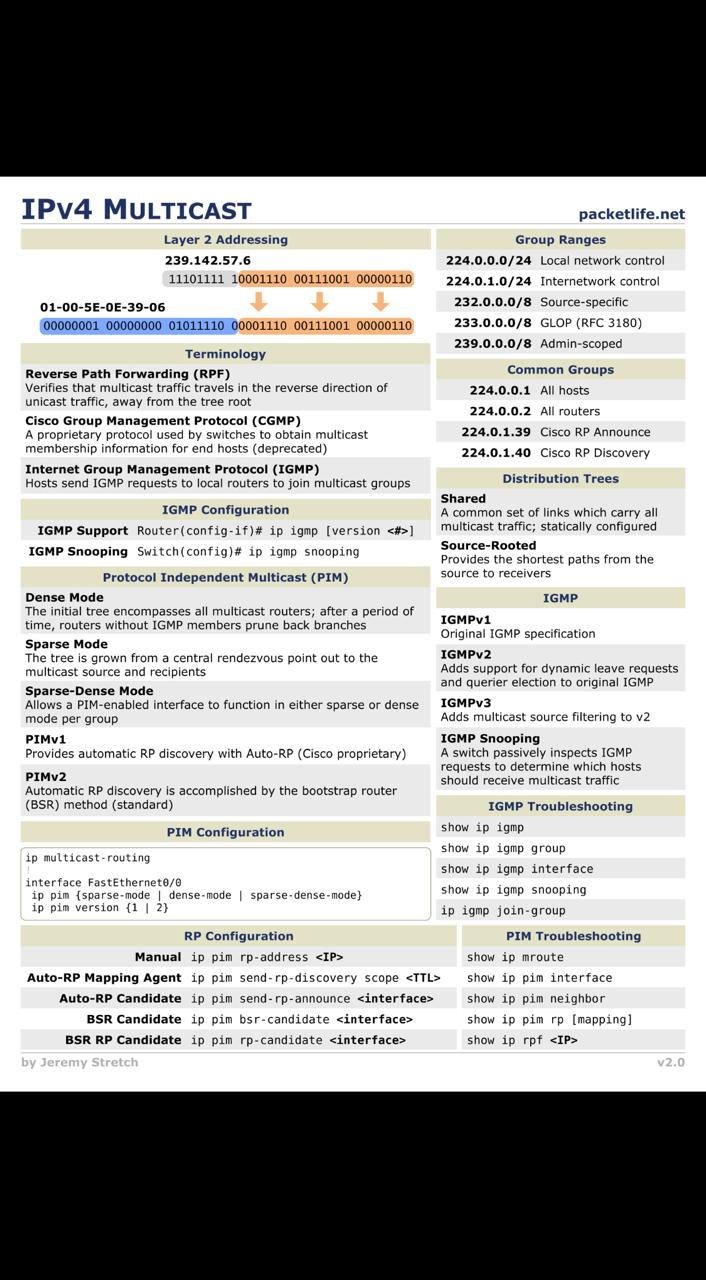 IPv4 Multicast
packetlife.net
Layer 2 Addressing
239.142.57.6
11101111 10001110 00111001 00000110
01-00-5E-0E-39-06
00000001 00000000 01011110 00001110 00111001 00000110
Terminology
Reverse Path Forwarding (RPF)
Verifies that multicast traffic travels in the reverse direction of
unicast traffic, away from the tree root
Cisco Group Management Protocol (CGMP)
A proprietary protocol used by switches to obtain multicast
membership information for end hosts (deprecated)
Internet Group Management Protocol (IGMP)
Hosts send IGMP requests to local routers to join multicast groups
IGMP Configuration
IGMP Support Router(config-if)# ip igmp [version <#>]
IGMP Snooping Switch(config)# ip igmp snooping
Protocol Independent Multicast (PIM)
Dense Mode
The initial tree encompasses all multicast routers; after a period of
time, routers without IGMP members prune back branches
Sparse Mode
The tree is grown from a central rendezvous point out to the
multicast source and recipients
Sparse-Dense Mode
Allows a PIM-enabled interface to function in either sparse or dense
mode per group
PIMv1
Provides automatic RP discovery with Auto-RP (Cisco proprietary)
PIMv2
Automatic RP discovery is accomplished by the bootstrap router
(BSR) method (standard)
PIM Configuration
ip multicast-routing
!
interface FastEthernet0/0
ip pim {sparse-mode | dense-mode | sparse-dense-mode}
ip pim version {1 | 2}
Group Ranges
224.0.0.0/24 Local network control
224.0.1.0/24 Internetwork control
232.0.0.0/8 Source-specific
233.0.0.0/8 GLOP (RFC 3180)
239.0.0.0/8 Admin-scoped
Common Groups
224.0.0.1 All hosts
224.0.0.2 All routers
224.0.1.39 Cisco RP Announce
224.0.1.40 Cisco RP Discovery
Distribution Trees
Shared
A common set of links which carry all
multicast traffic; statically configured
Source-Rooted
Provides the shortest paths from the
source to receivers
IGMP
IGMPv1
Original IGMP specification
IGMPv2
Adds support for dynamic leave requests
and querier election to original IGMP
IGMPv3
Adds multicast source filtering to v2
IGMP Snooping
A switch passively inspects IGMP
requests to determine which hosts
should receive multicast traffic
IGMP Troubleshooting
show ip igmp
show ip igmp group
show ip igmp interface
show ip igmp snooping
ip igmp join-group
RP Configuration
Manual ip pim rp-address <IP>
Auto-RP Mapping Agent ip pim send-rp-discovery scope <TTL>
Auto-RP Candidate ip pim send-rp-announce <interface>
BSR Candidate ip pim bsr-candidate <interface>
BSR RP Candidate ip pim rp-candidate <interface>
PIM Troubleshooting
show ip mroute
show ip pim interface
show ip pim neighbor
show ip pim rp [mapping]
show ip rpf <IP>
by Jeremy Stretch
v2.0